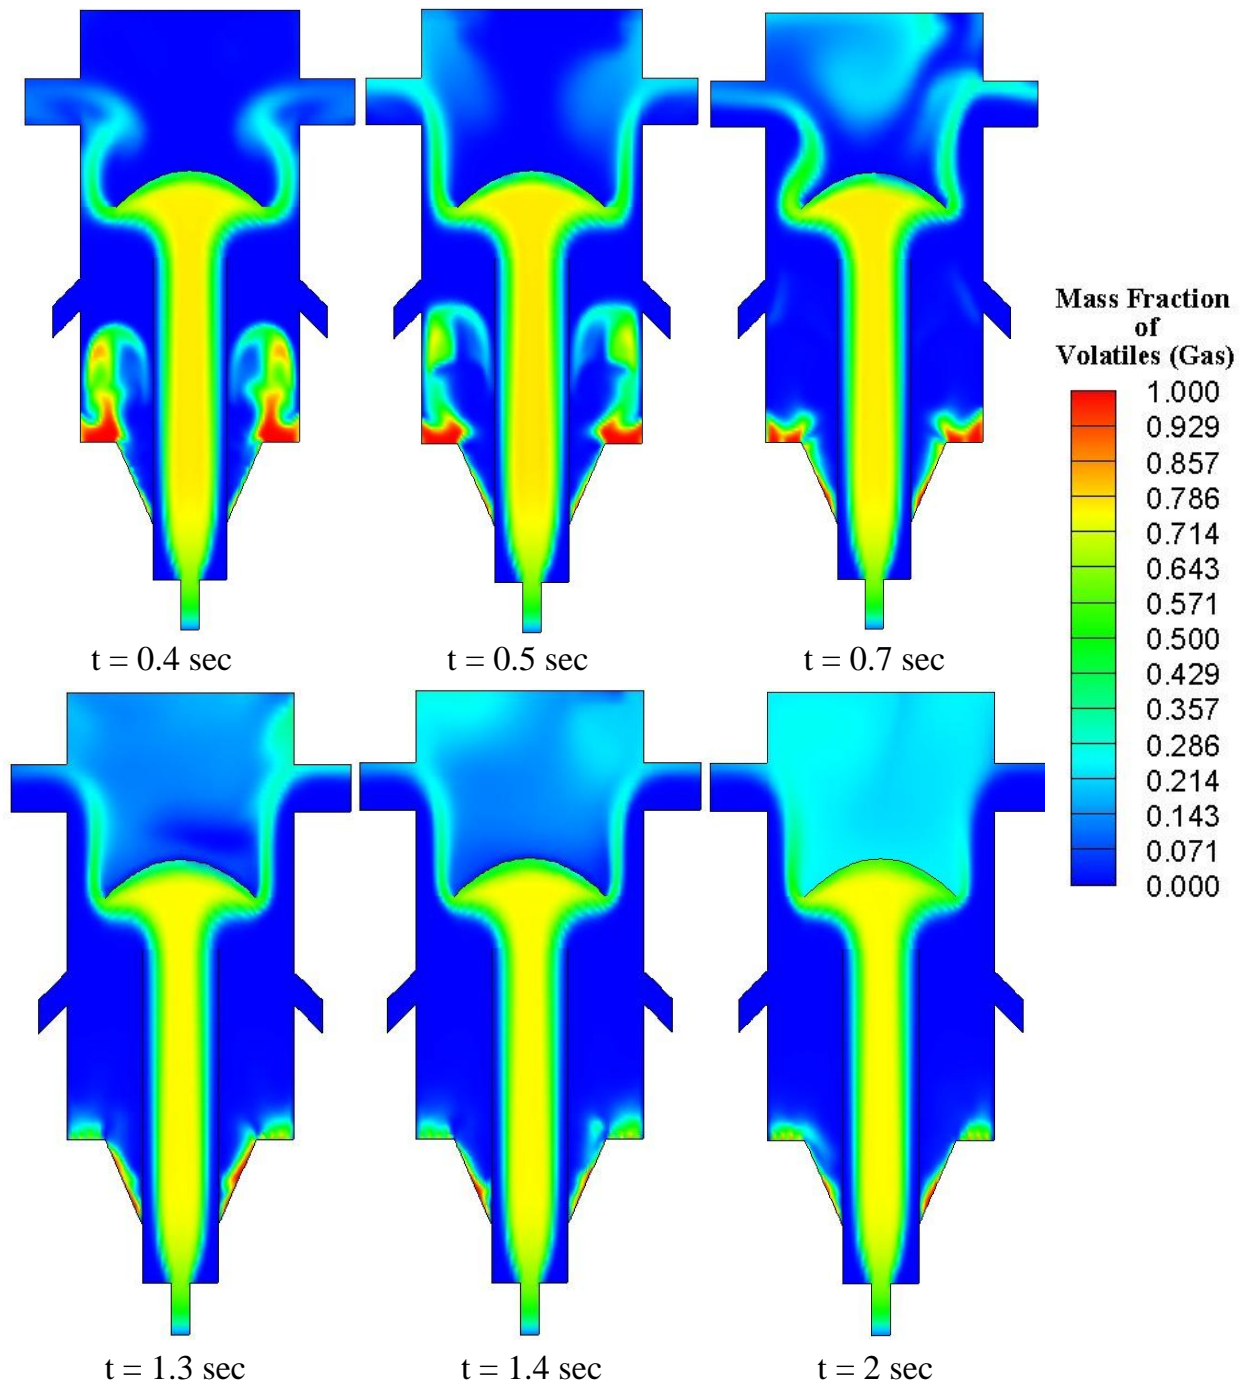 t = 0.4 sec
t = 0.5 sec
t = 0.7 sec
Mass Fraction
of
Volatiles (Gas)
1.000
0.929
0.857
0.786
0.714
0.643
0.571
0.500
0.429
0.357
0.286
0.214
0.143
0.071
0.000
t = 1.3 sec
t = 1.4 sec
t = 2 sec